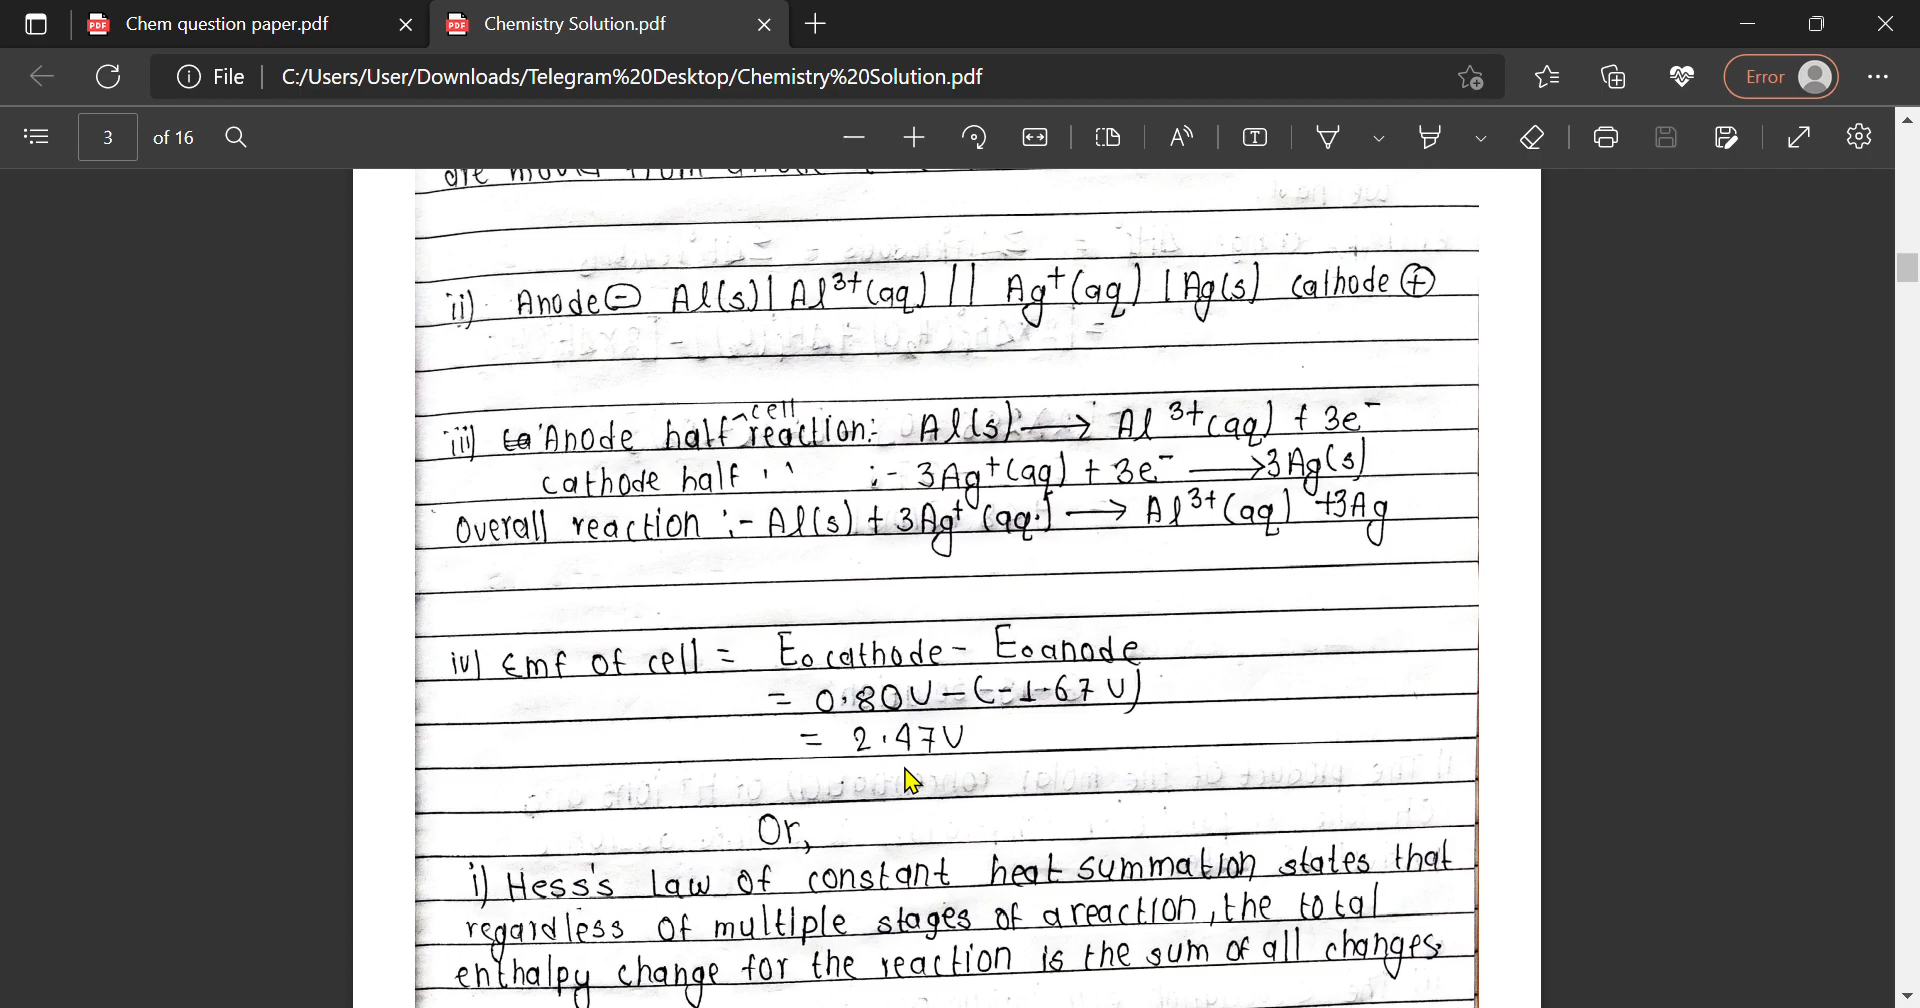 Chem question paper.pdf
Chemistry Solution.pdf
File
C:/Users/User/Downloads/Telegram%20Desktop/Chemistry%20Solution.pdf
Error
3
of 16
are
from
ii) Anode⊖ Al(s)|Al³⁺(aq) || Ag⁺(aq) |Ag(s) cathode⊕
cell
iii) Anode half reaction:- Al(s) ⟶ Al³⁺(aq) + 3e⁻
cathode half '' :- 3Ag⁺(aq) + 3e⁻ ⟶ 3Ag(s)
Overall reaction :- Al(s) + 3Ag⁺(aq.) ⟶ Al³⁺(aq) +3Ag
iv) Emf of cell = E₀ cathode - E₀ anode
= 0.80V-(-1.67V)
= 2.47V
Or,
i) Hess's law of constant heat summation states that
regardless of multiple stages of a reaction, the total
enthalpy change for the reaction is the sum of all changes.